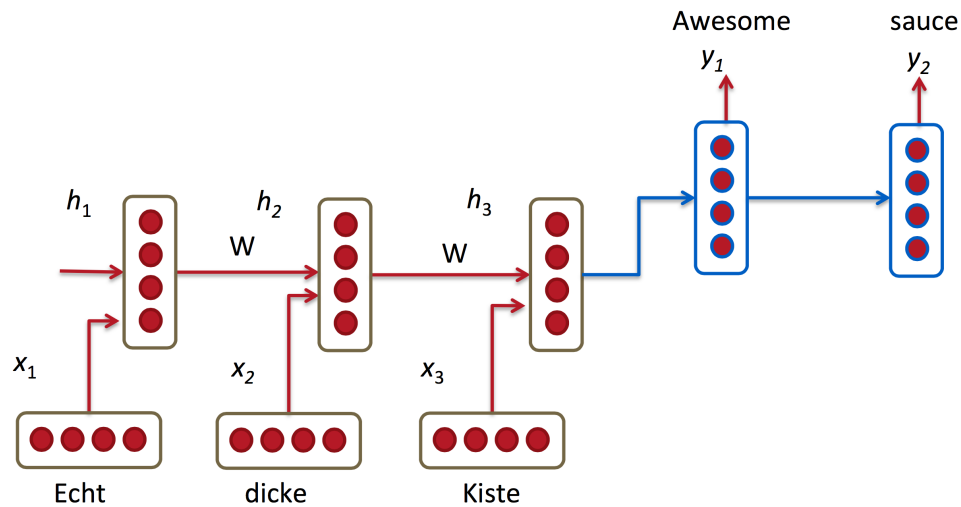 Awesome sauce
y1 y2
h1 h2 h3
W W
x1 x2 x3
Echt dicke Kiste